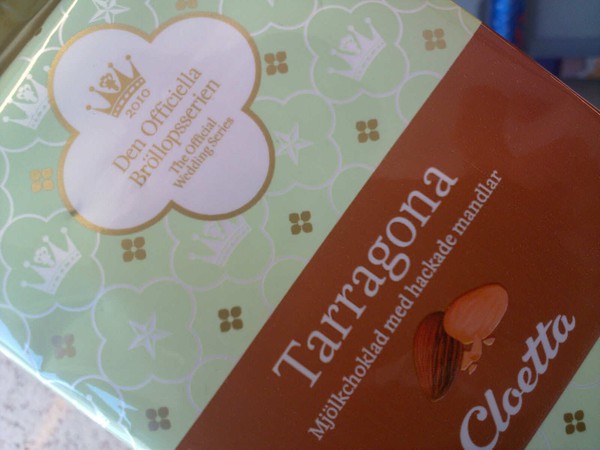 2010
Den Officiella
Bröllopsserien
The Official
Wedding Series
Tarragona
Mjölkchoklad med hackade mandlar
Cloetta